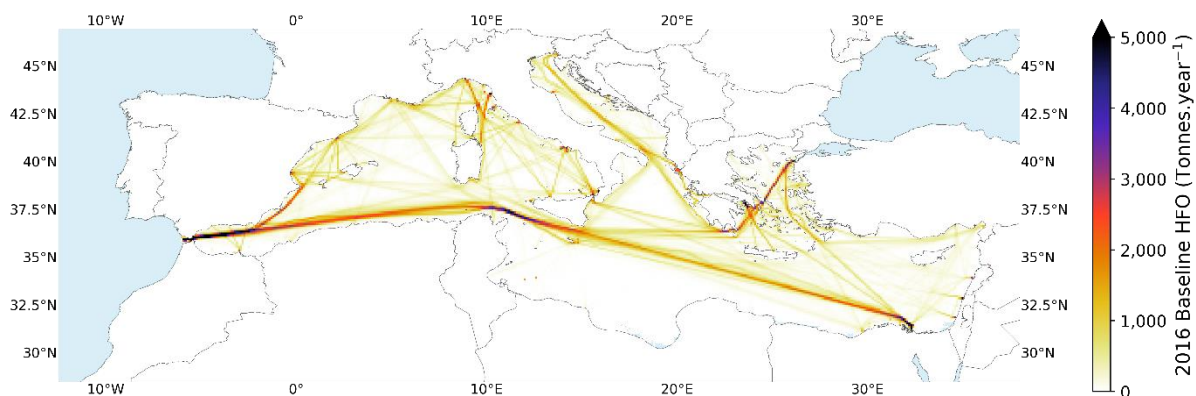 10°W 0° 10°E 20°E 30°E
45°N 45°N
42.5°N 42.5°N
40°N 40°N
37.5°N 37.5°N
35°N 35°N
32.5°N 32.5°N
30°N 30°N
10°W 0° 10°E 20°E 30°E
5,000
4,000
3,000
2,000
1,000
0
2016 Baseline HFO (Tonnes.year⁻¹)